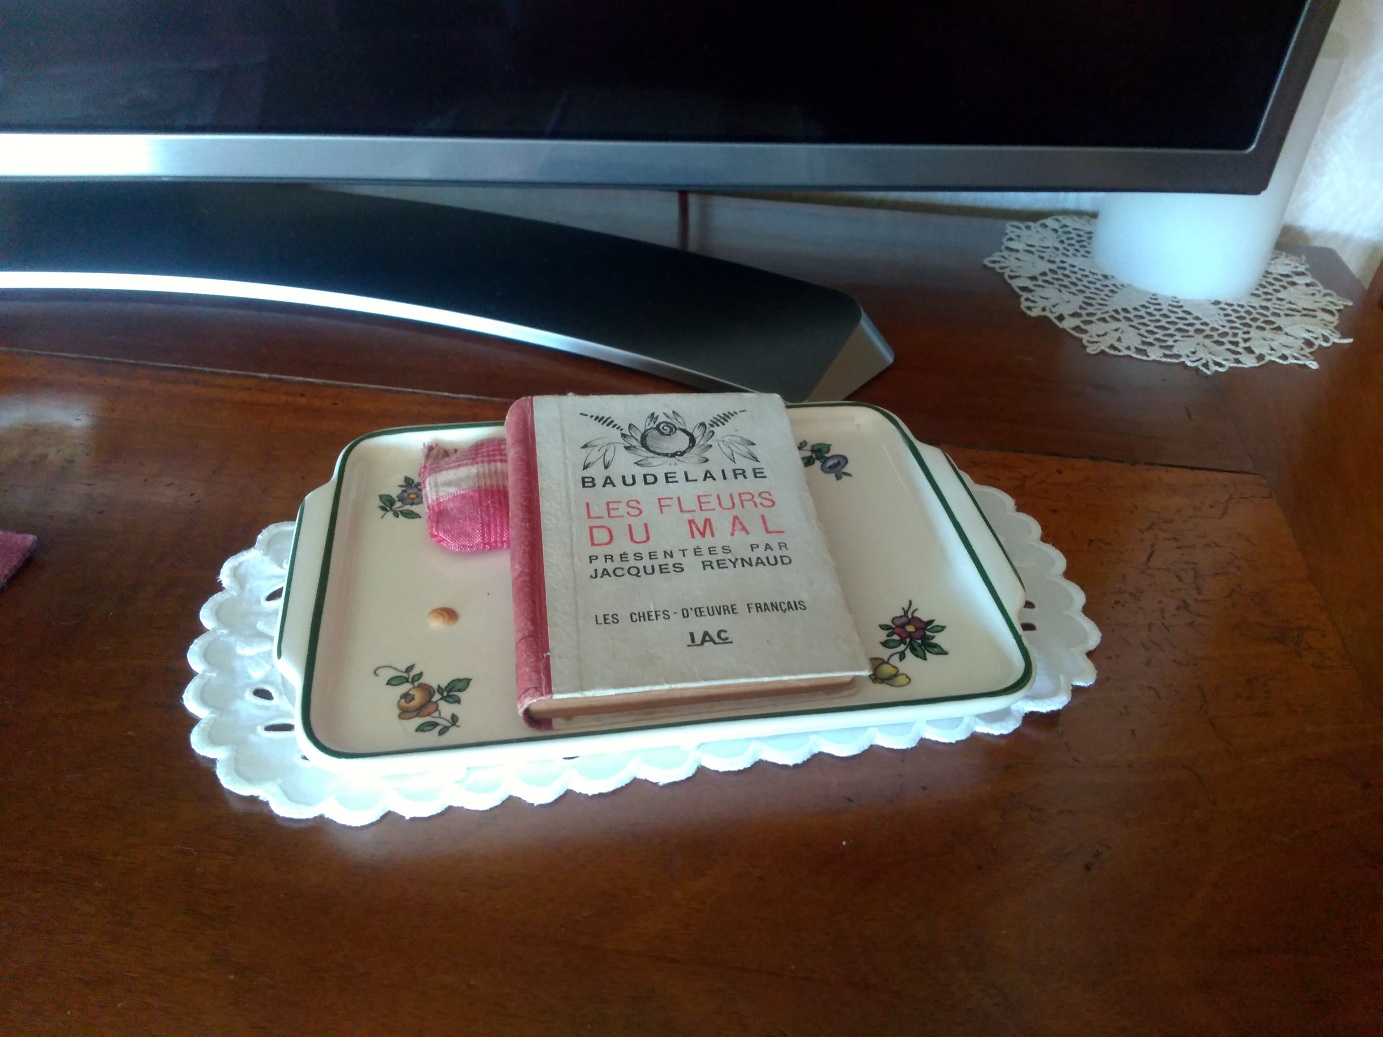 BAUDELAIRE
LES FLEURS
DU MAL
PRÉSENTÉES PAR
JACQUES REYNAUD
LES CHEFS-D'ŒUVRE FRANÇAIS
IAC